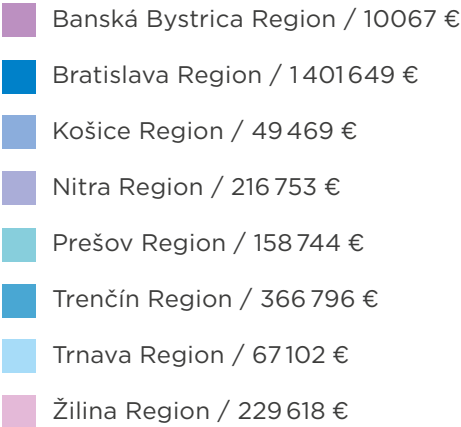 Banská Bystrica Region / 10067 €
Bratislava Region / 1 401 649 €
Košice Region / 49 469 €
Nitra Region / 216 753 €
Prešov Region / 158 744 €
Trenčín Region / 366 796 €
Trnava Region / 67 102 €
Žilina Region / 229 618 €